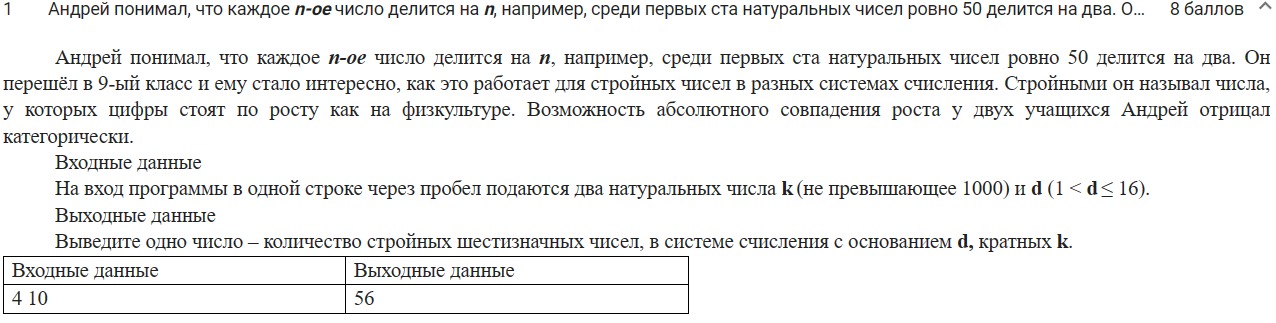 1 Андрей понимал, что каждое n-ое число делится на n, например, среди первых ста натуральных чисел ровно 50 делится на два. О... 8 баллов
Андрей понимал, что каждое n-ое число делится на n, например, среди первых ста натуральных чисел ровно 50 делится на два. Он
перешёл в 9-ый класс и ему стало интересно, как это работает для стройных чисел в разных системах счисления. Стройными он называл числа,
у которых цифры стоят по росту как на физкультуре. Возможность абсолютного совпадения роста у двух учащихся Андрей отрицал
категорически.
Входные данные
На вход программы в одной строке через пробел подаются два натуральных числа k (не превышающее 1000) и d (1 < d ≤ 16).
Выходные данные
Выведите одно число – количество стройных шестизначных чисел, в системе счисления с основанием d, кратных k.
Входные данные Выходные данные
4 10 56